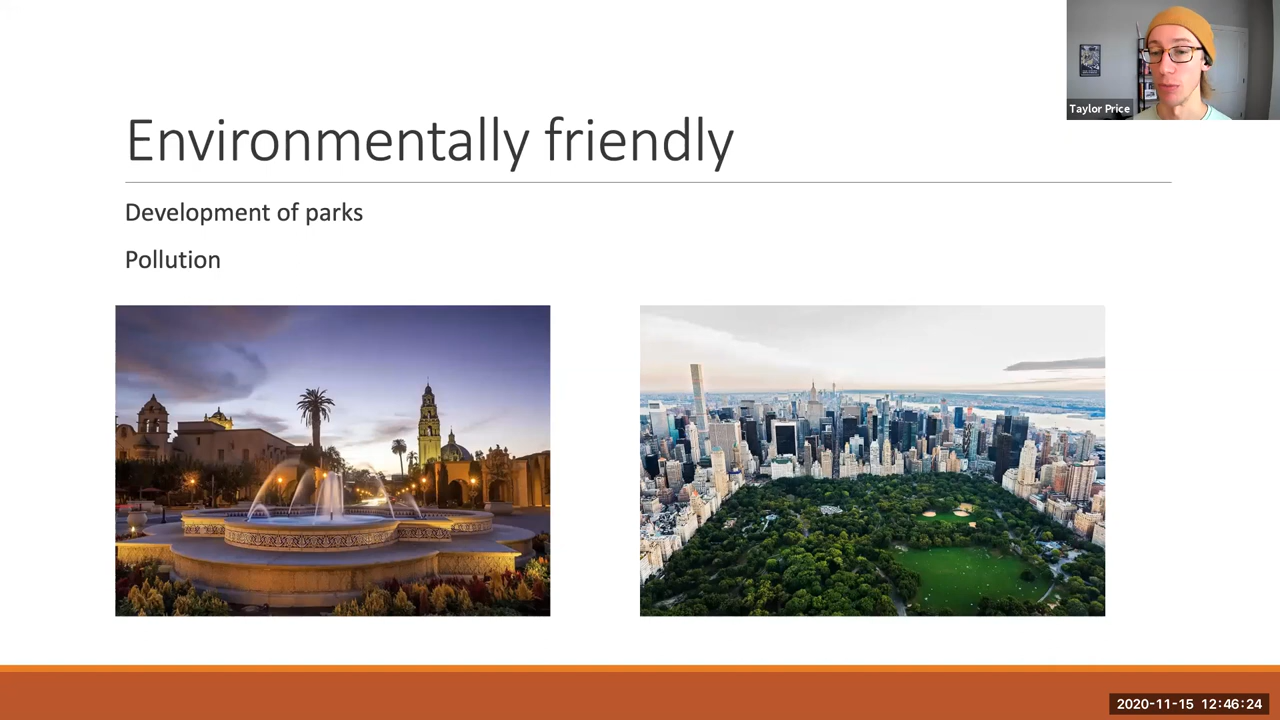 Taylor Price
Environmentally friendly
Development of parks
Pollution
2020-11-15 12:46:24